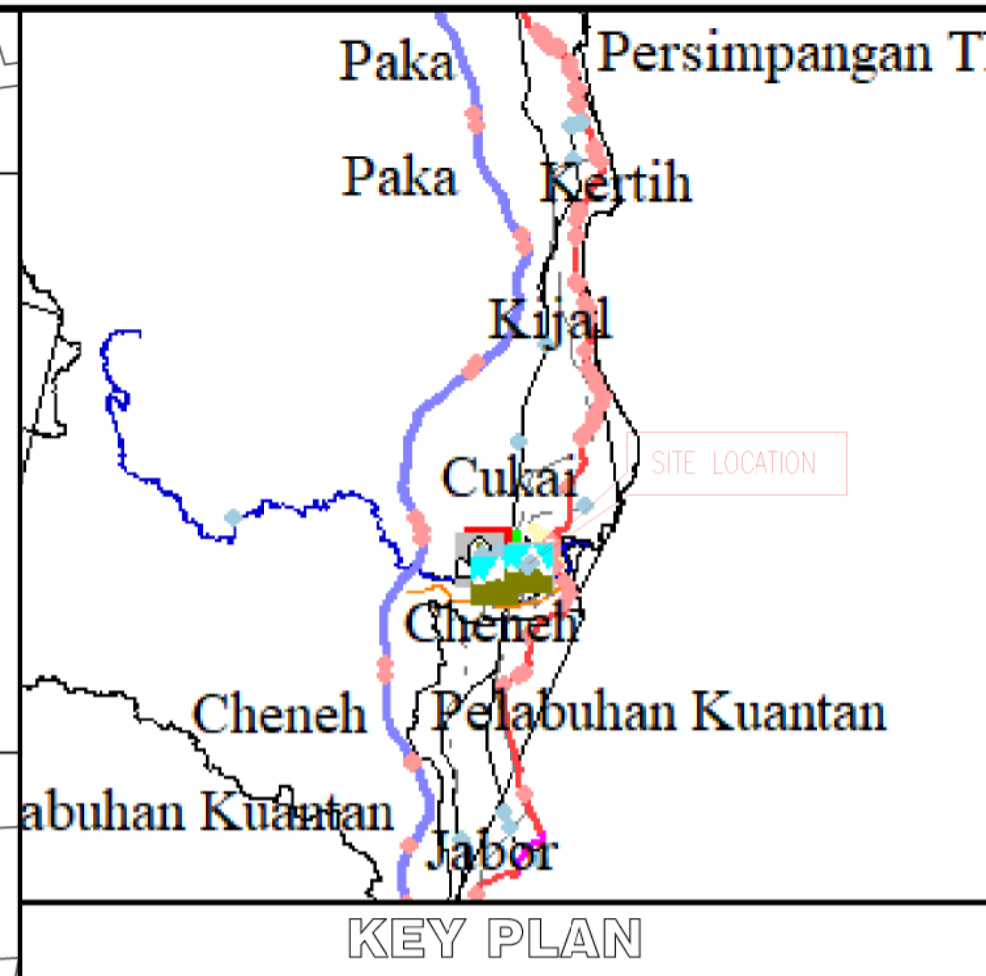 Paka
Persimpangan T
Paka
Kertih
Kijal
Cukai
SITE LOCATION
Cheneh
Cheneh
Pelabuhan Kuantan
abuhan Kuantan
Jabor
KEY PLAN